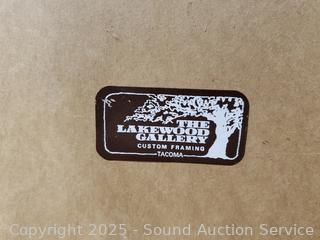 THE
LAKEWOOD
GALLERY
CUSTOM FRAMING
TACOMA
Copyright 2025 - Sound Auction Service